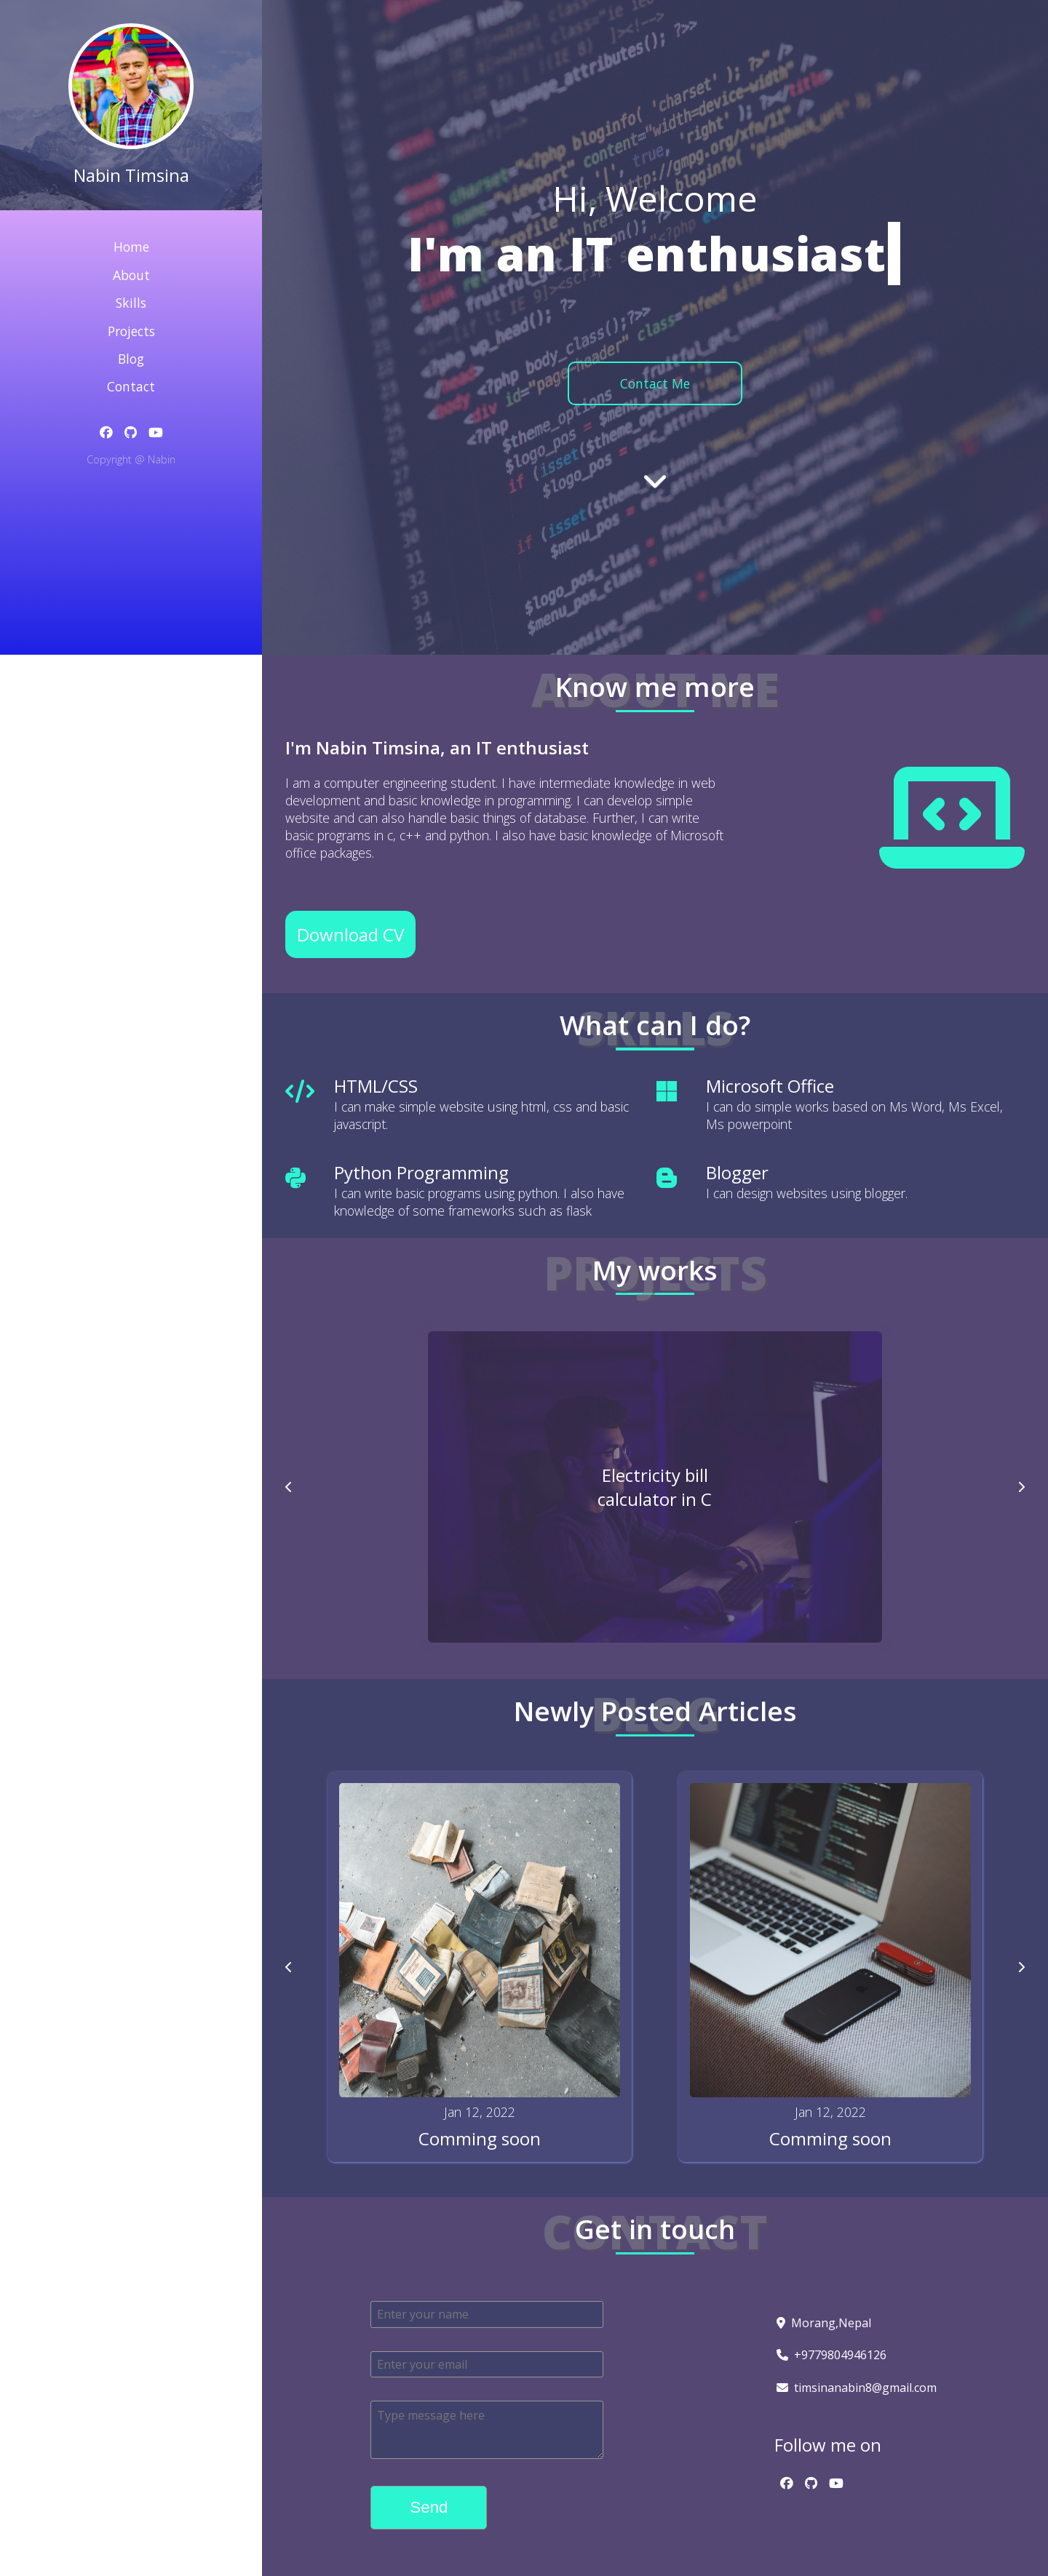 Nabin Timsina
Home
About
Skills
Projects
Blog
Contact
Copyright @ Nabin
Hi, Welcome
I'm an IT enthusiast
Contact Me
ABOUT ME
Know me more
I'm Nabin Timsina, an IT enthusiast
I am a computer engineering student. I have intermediate knowledge in web
development and basic knowledge in programming. I can develop simple
website and can also handle basic things of database. Further, I can write
basic programs in c, c++ and python. I also have basic knowledge of Microsoft
office packages.
Download CV
SKILLS
What can I do?
HTML/CSS
I can make simple website using html, css and basic
javascript.
Microsoft Office
I can do simple works based on Ms Word, Ms Excel,
Ms powerpoint
Python Programming
I can write basic programs using python. I also have
knowledge of some frameworks such as flask
Blogger
I can design websites using blogger.
PROJECTS
My works
Electricity bill
calculator in C
BLOG
Newly Posted Articles
Jan 12, 2022
Comming soon
Jan 12, 2022
Comming soon
CONTACT
Get in touch
Enter your name
Enter your email
Type message here
Send
Morang,Nepal
+9779804946126
timsinanabin8@gmail.com
Follow me on